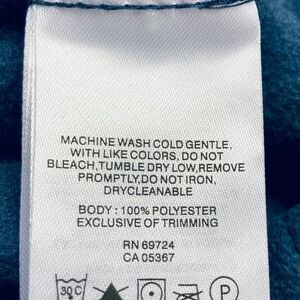 MACHINE WASH COLD GENTLE,
WITH LIKE COLORS, DO NOT
BLEACH,TUMBLE DRY LOW,REMOVE
PROMPTLY,DO NOT IRON,
DRYCLEANABLE
BODY : 100% POLYESTER
EXCLUSIVE OF TRIMMING
RN 69724
CA 05367
30C P